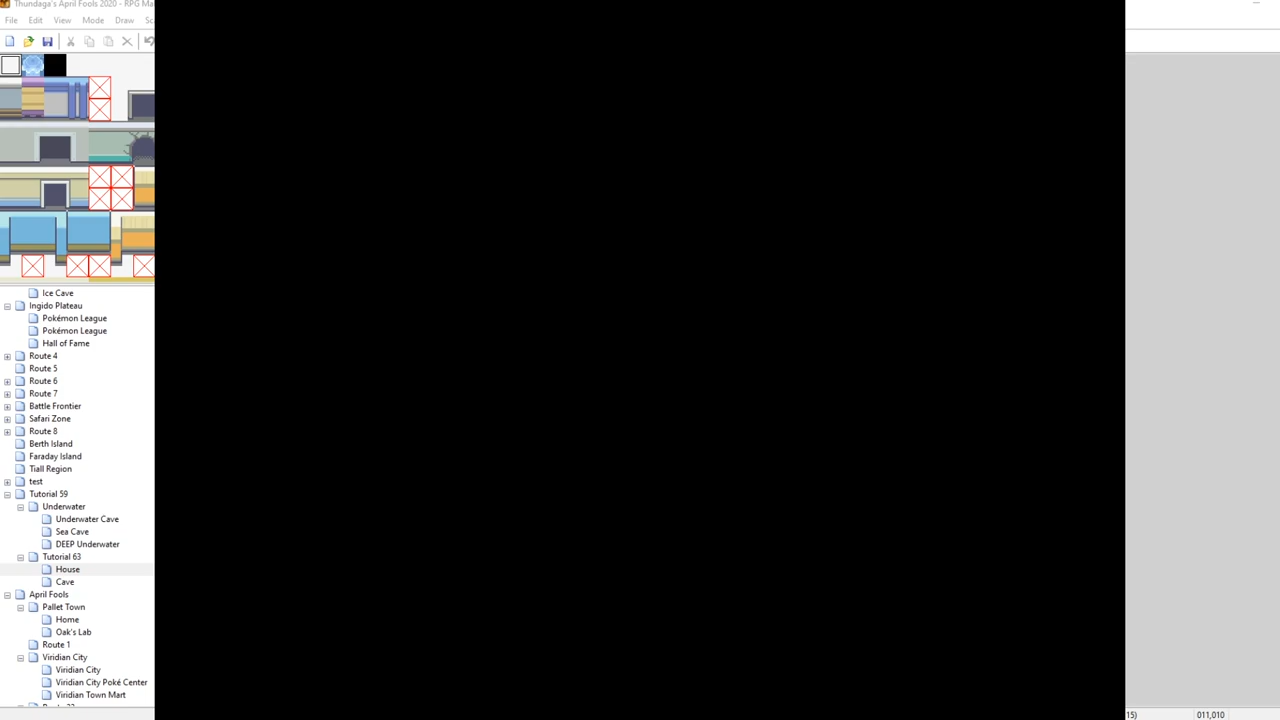 Thundaga's April Fools 2020 - RPG Ma
File Edit View Mode Draw Sc
Ice Cave
Ingido Plateau
Pokémon League
Pokémon League
Hall of Fame
Route 4
Route 5
Route 6
Route 7
Battle Frontier
Safari Zone
Route 8
Berth Island
Faraday Island
Tiall Region
test
Tutorial 59
Underwater
Underwater Cave
Sea Cave
DEEP Underwater
Tutorial 63
House
Cave
April Fools
Pallet Town
Home
Oak's Lab
Route 1
Viridian City
Viridian City
Viridian City Poké Center
Viridian Town Mart
15) 011,010